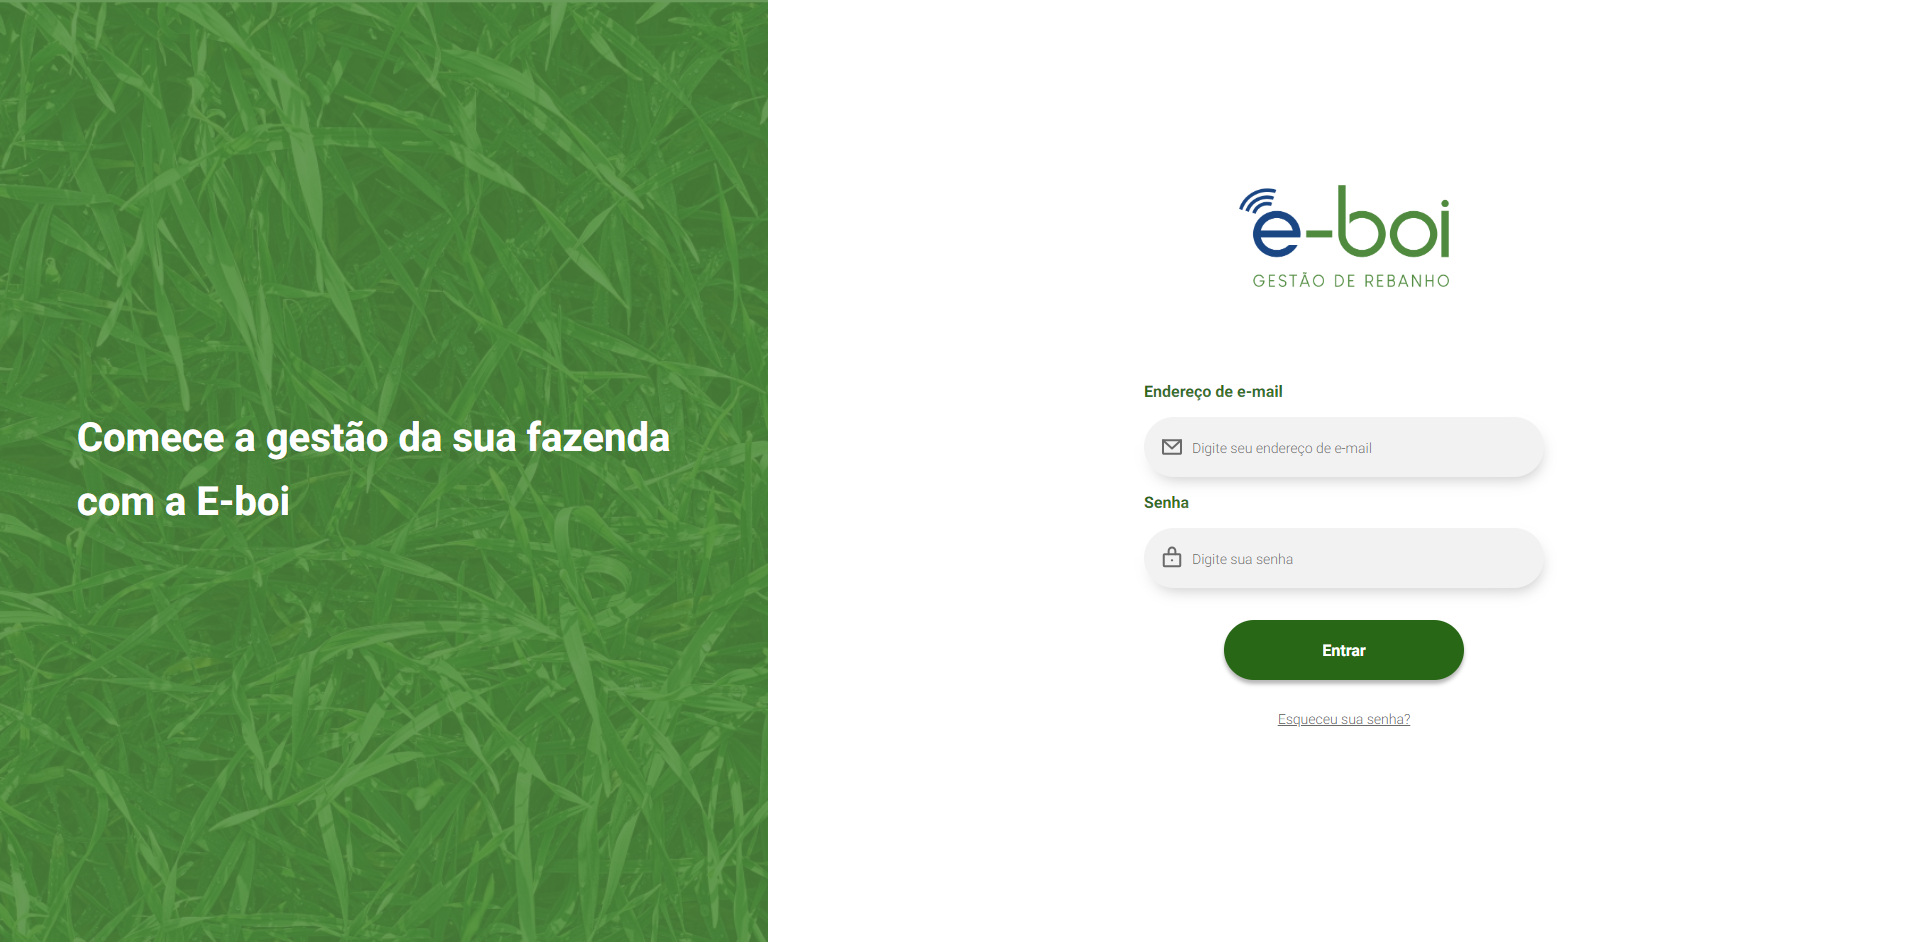 Comece a gestão da sua fazenda
com a E-boi
e-boi
GESTÃO DE REBANHO
Endereço de e-mail
Digite seu endereço de e-mail
Senha
Digite sua senha
Entrar
Esqueceu sua senha?